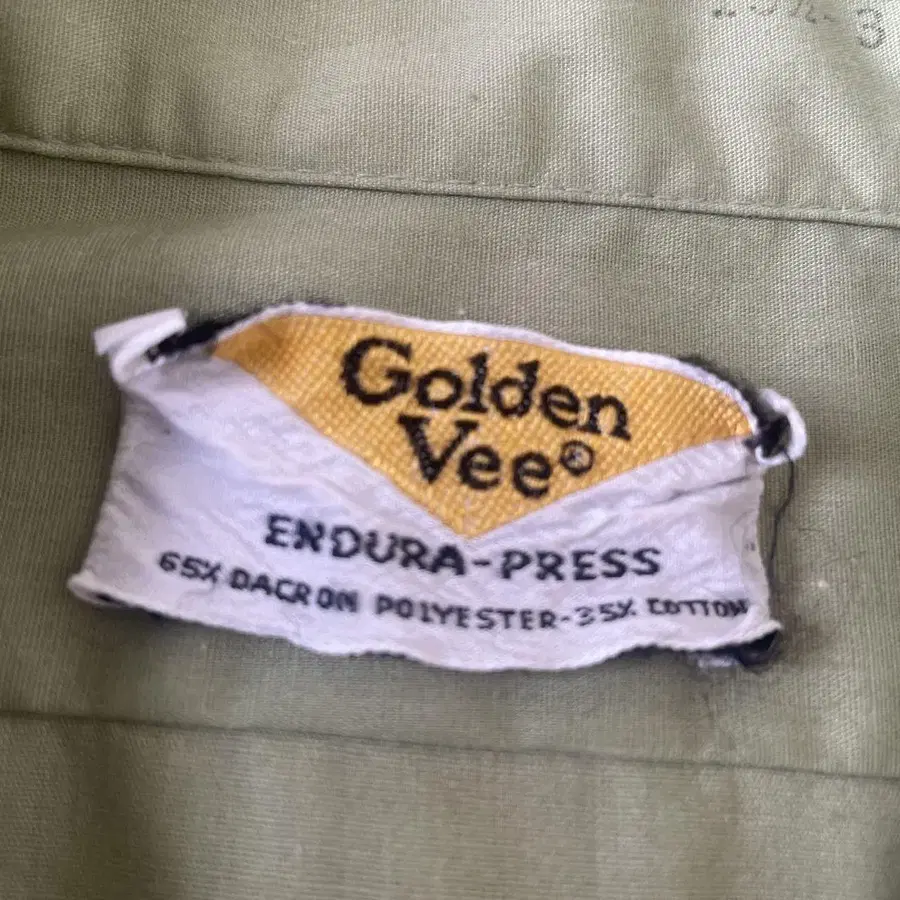 Golden
Vee®
ENDURA-PRESS
65% DACRON POLYESTER-35% COTTON